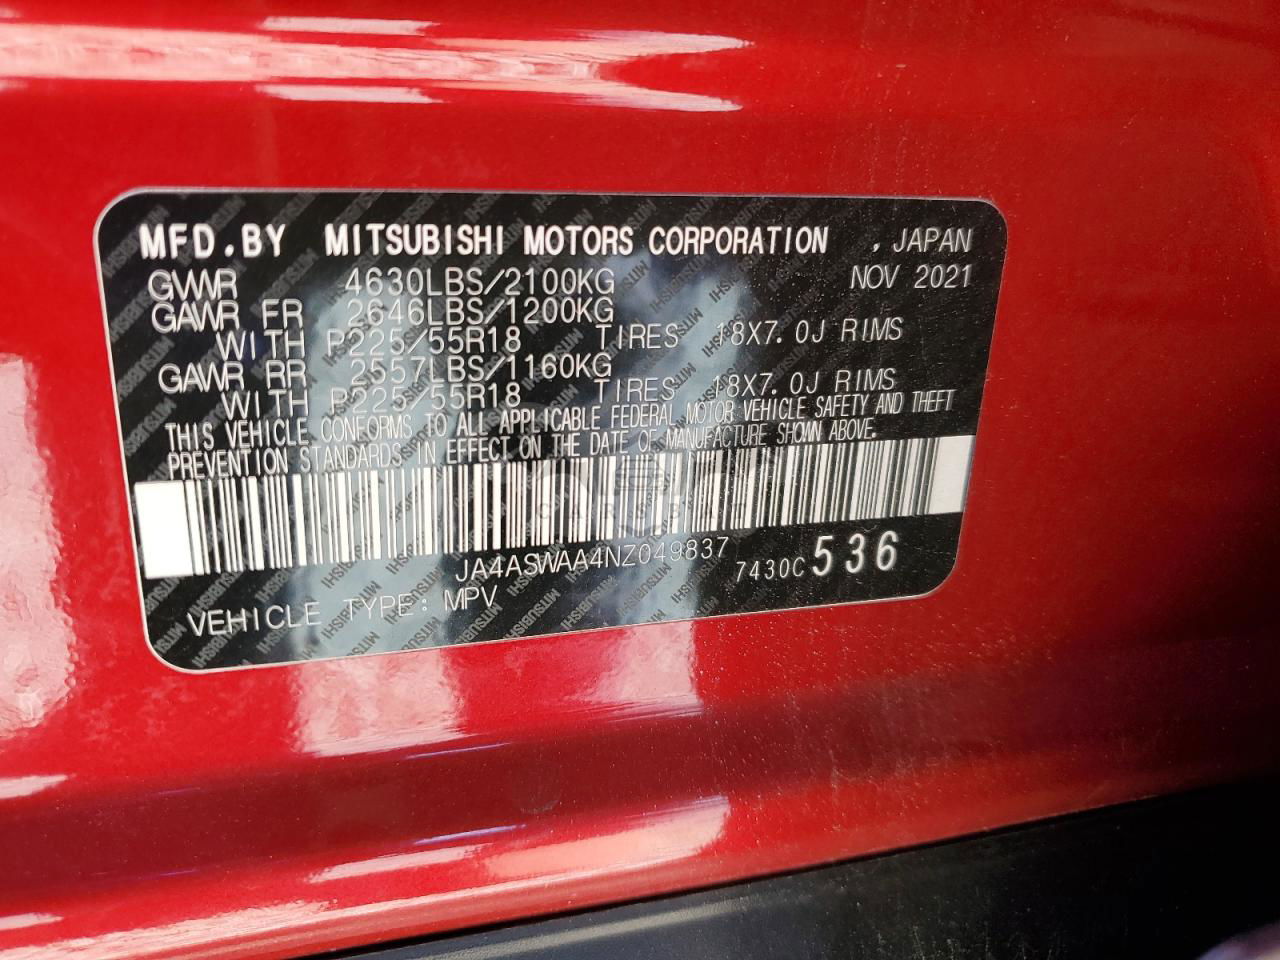 MFD.BY MITSUBISHI MOTORS CORPORATION , JAPAN
GVWR 4630LBS/2100KG NOV 2021
GAWR FR 2646LBS/1200KG
WITH P225/55R18 TIRES 18X7.0J RIMS
GAWR RR 2557LBS/1160KG
WITH P225/55R18 TIRES 18X7.0J RIMS
THIS VEHICLE CONFORMS TO ALL APPLICABLE FEDERAL MOTOR VEHICLE SAFETY AND THEFT
PREVENTION STANDARDS IN EFFECT ON THE DATE OF MANUFACTURE SHOWN ABOVE.
JA4ASWAA4NZ049837 7430C 536
VEHICLE TYPE: MPV